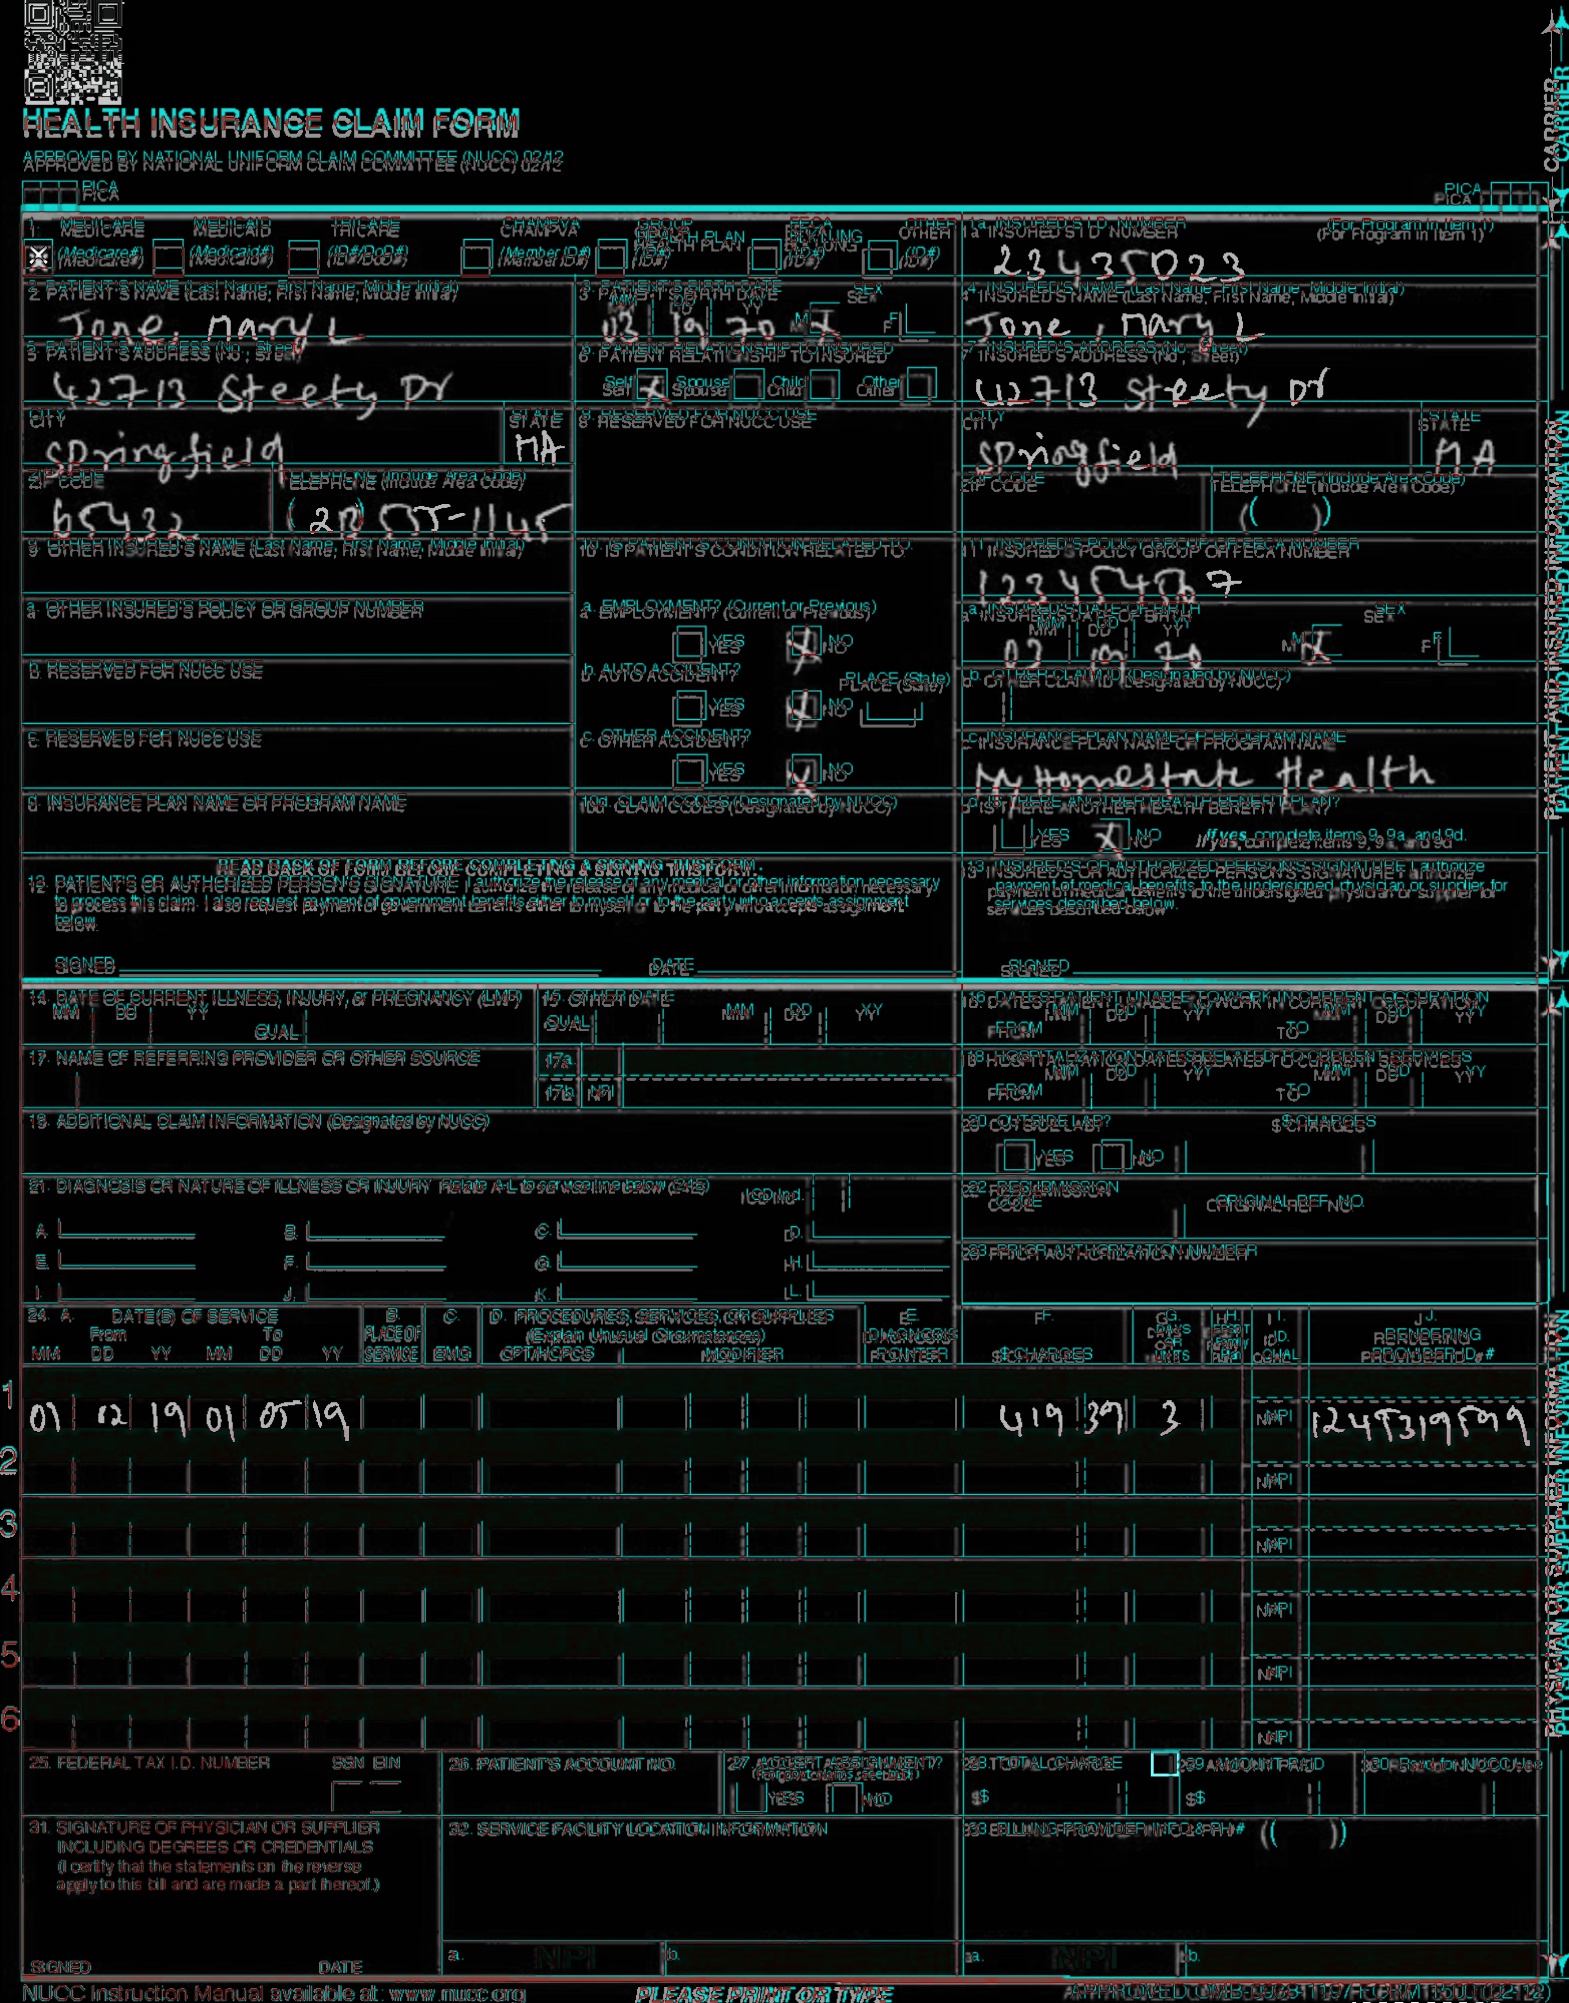 HEALTH INSURANCE CLAIM FORM
APPROVED BY NATIONAL UNIFORM CLAIM COMMITTEE (NUCC) 02/12
PICA PICA
CARRIER
1. MEDICARE MEDICAID TRICARE CHAMPVA GROUP HEALTH PLAN FECA BLK LUNG OTHER
(Medicare#) (Medicaid#) (ID#/DoD#) (Member ID#) (ID#) (ID#) (ID#)
1a. INSURED'S I.D. NUMBER (For Program in Item 1)
23435023
2. PATIENT'S NAME (Last Name, First Name, Middle Initial)
Jone, Mary L
3. PATIENT'S BIRTH DATE SEX
MM DD YY
03 19 70 M X F
4. INSURED'S NAME (Last Name, First Name, Middle Initial)
Jone, Mary L
5. PATIENT'S ADDRESS (No., Street)
42713 Steety Dr
6. PATIENT RELATIONSHIP TO INSURED
Self X Spouse Child Other
7. INSURED'S ADDRESS (No., Street)
42713 Steety Dr
CITY STATE
Springfield MA
8. RESERVED FOR NUCC USE
CITY STATE
Springfield MA
ZIP CODE TELEPHONE (Include Area Code)
65432
ZIP CODE TELEPHONE (Include Area Code)
( )
9. OTHER INSURED'S NAME (Last Name, First Name, Middle Initial)
10. IS PATIENT'S CONDITION RELATED TO:
11. INSURED'S POLICY GROUP OR FECA NUMBER
a. OTHER INSURED'S POLICY OR GROUP NUMBER
a. EMPLOYMENT? (Current or Previous)
YES X NO
a. INSURED'S DATE OF BIRTH SEX
MM DD YY
03 19 70 M X F
b. RESERVED FOR NUCC USE
b. AUTO ACCIDENT? PLACE (State)
YES X NO
b. OTHER CLAIM ID (Designated by NUCC)
c. RESERVED FOR NUCC USE
c. OTHER ACCIDENT?
YES X NO
c. INSURANCE PLAN NAME OR PROGRAM NAME
My Homestate Health
d. INSURANCE PLAN NAME OR PROGRAM NAME
10d. CLAIM CODES (Designated by NUCC)
d. IS THERE ANOTHER HEALTH BENEFIT PLAN?
YES X NO If yes, complete items 9, 9a, and 9d.
READ BACK OF FORM BEFORE COMPLETING & SIGNING THIS FORM.
12. PATIENT'S OR AUTHORIZED PERSON'S SIGNATURE I authorize the release of any medical or other information necessary
to process this claim. I also request payment of government benefits either to myself or to the party who accepts assignment
below.
SIGNED DATE
13. INSURED'S OR AUTHORIZED PERSON'S SIGNATURE I authorize
payment of medical benefits to the undersigned physician or supplier for
services described below.
SIGNED
PATIENT AND INSURED INFORMATION
14. DATE OF CURRENT ILLNESS, INJURY, or PREGNANCY (LMP)
MM DD YY QUAL.
15. OTHER DATE
QUAL. MM DD YY
16. DATES PATIENT UNABLE TO WORK IN CURRENT OCCUPATION
MM DD YY MM DD YY
FROM TO
17. NAME OF REFERRING PROVIDER OR OTHER SOURCE
17a.
17b. NPI
18. HOSPITALIZATION DATES RELATED TO CURRENT SERVICES
MM DD YY MM DD YY
FROM TO
19. ADDITIONAL CLAIM INFORMATION (Designated by NUCC)
20. OUTSIDE LAB? $ CHARGES
YES NO
21. DIAGNOSIS OR NATURE OF ILLNESS OR INJURY Relate A-L to service line below (24E) ICD Ind.
A. B. C. D.
E. F. G. H.
I. J. K. L.
22. RESUBMISSION CODE ORIGINAL REF. NO.
23. PRIOR AUTHORIZATION NUMBER
24. A. DATE(S) OF SERVICE B. C. D. PROCEDURES, SERVICES, OR SUPPLIES E. F. G. H. I. J.
From To PLACE OF (Explain Unusual Circumstances) DIAGNOSIS DAYS OR EPSDT Family ID. RENDERING
MM DD YY MM DD YY SERVICE EMG CPT/HCPCS MODIFIER POINTER $ CHARGES UNITS Plan QUAL. PROVIDER ID. #
1
01 02 19 01 05 19 419 39 3 NPI 1245319599
2 NPI
3 NPI
4 NPI
5 NPI
6 NPI
25. FEDERAL TAX I.D. NUMBER SSN EIN
26. PATIENT'S ACCOUNT NO.
27. ACCEPT ASSIGNMENT?
(For govt. claims, see back)
YES NO
28. TOTAL CHARGE
$
29. AMOUNT PAID
$
30. Rsvd for NUCC Use
31. SIGNATURE OF PHYSICIAN OR SUPPLIER
INCLUDING DEGREES OR CREDENTIALS
(I certify that the statements on the reverse
apply to this bill and are made a part thereof.)
SIGNED DATE
32. SERVICE FACILITY LOCATION INFORMATION
a. NPI b.
33. BILLING PROVIDER INFO & PH # ( )
a. NPI b.
PHYSICIAN OR SUPPLIER INFORMATION
NUCC Instruction Manual available at: www.nucc.org
PLEASE PRINT OR TYPE